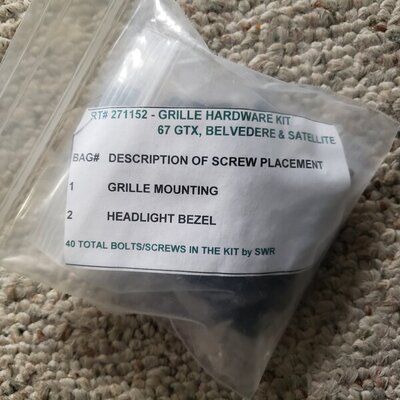 RT# 271152 - GRILLE HARDWARE KIT
67 GTX, BELVEDERE & SATELLITE
BAG# DESCRIPTION OF SCREW PLACEMENT
1 GRILLE MOUNTING
2 HEADLIGHT BEZEL
40 TOTAL BOLTS/SCREWS IN THE KIT by SWR